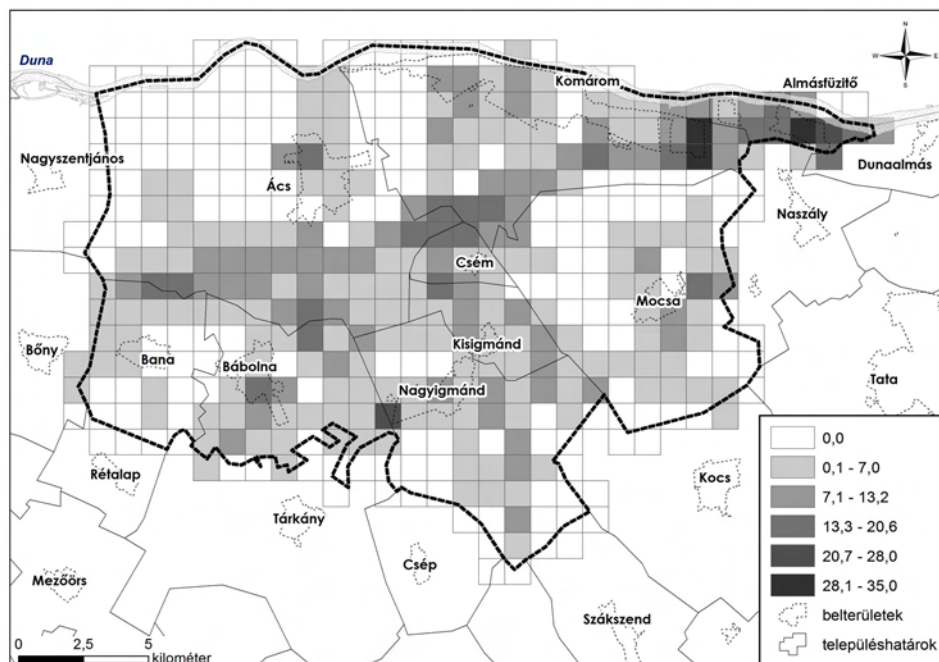 N
W E
S
Duna
Komárom
Almásfüzitő
Nagyszentjános
Dunaalmás
Ács
Naszály
Csém
Mocsa
Kisigmánd
Bőny
Bana
Bábolna
Tata
Nagyigmánd
Rétalap
Kocs
Tárkány
Csép
Mezőörs
Szákszend
0,0
0,1 - 7,0
7,1 - 13,2
13,3 - 20,6
20,7 - 28,0
28,1 - 35,0
belterületek
településhatárok
0 2,5 5
kilométer